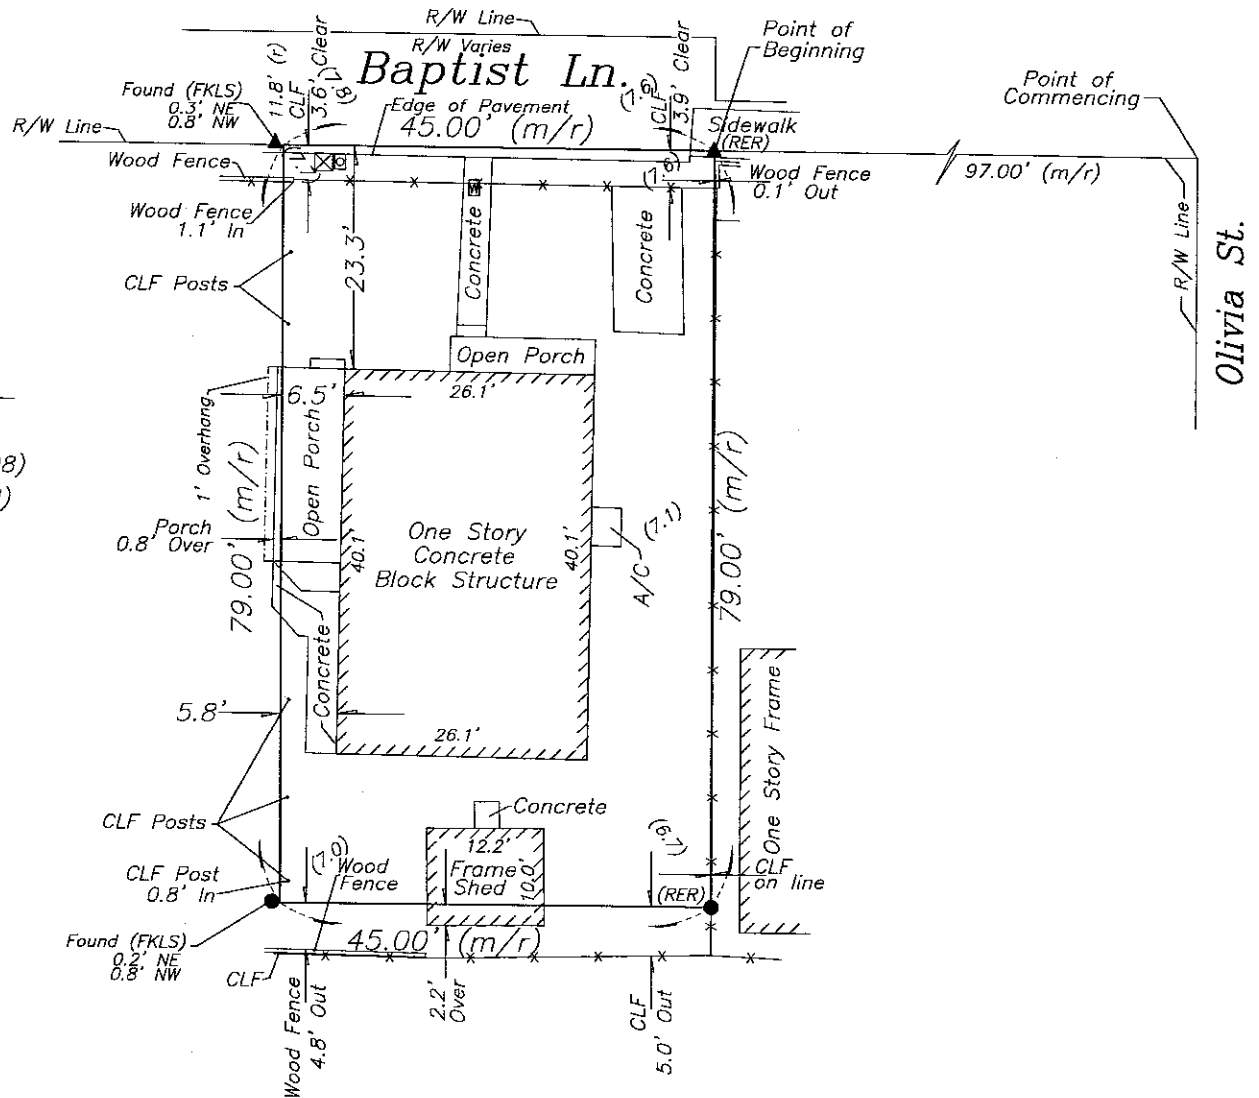 R/W Line
R/W Varies
Baptist Ln.
Point of
Beginning
Point of
Commencing
Found (FKLS)
0.3' NE
0.8' NW
11.8' (r)
CLF
3.6' Clear
(8.1)
Edge of Pavement
45.00' (m/r)
(7.6)
CLF
3.9' Clear
Sidewalk
(RER)
R/W Line
Wood Fence
Wood Fence
1.1' In
(7.8)
Wood Fence
0.1' Out
97.00' (m/r)
R/W Line
Olivia St.
CLF Posts
23.3'
Concrete
Concrete
Open Porch
6.5'
26.1'
1' Overhang
Open Porch
79.00' (m/r)
Porch
0.8' Over
40.1'
One Story
Concrete
Block Structure
40.1'
A/C
(7.1)
79.00' (m/r)
8)
)
Concrete
5.8'
26.1'
One Story Frame
CLF Posts
Concrete
12.2'
Frame
Shed
10.0'
(7.0)
Wood
Fence
(7.9)
CLF
on line
CLF Post
0.8' In
(RER)
Found (FKLS)
0.2' NE
0.8' NW
45.00' (m/r)
CLF
Wood Fence
4.8' Out
2.2'
Over
CLF
5.0' Out